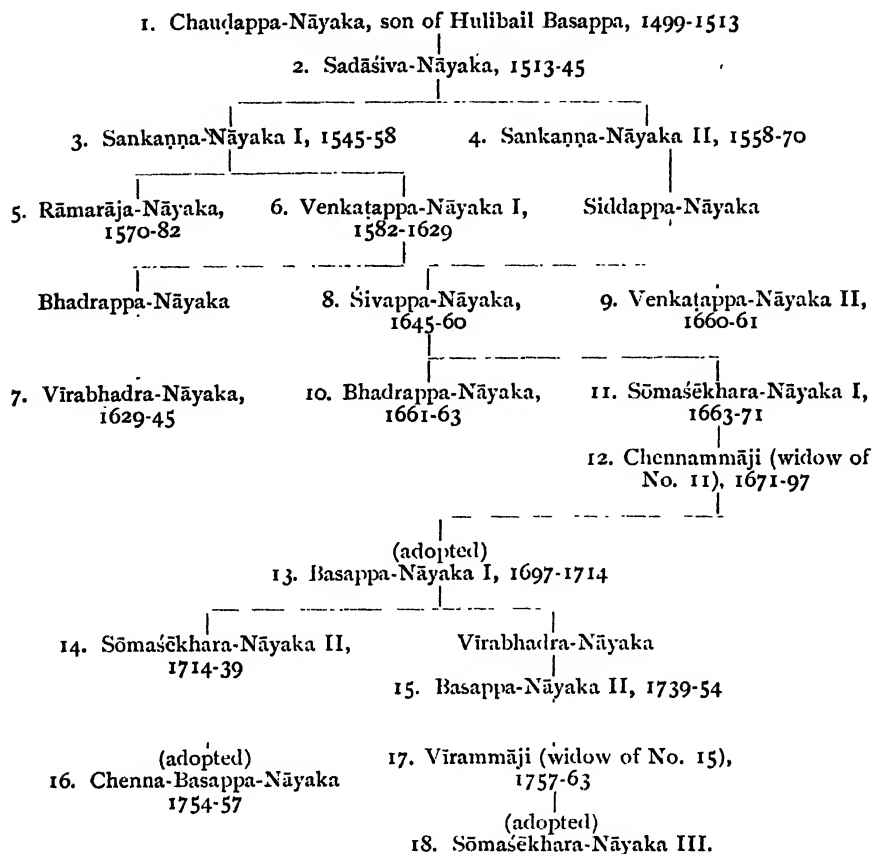 1. Chauḍappa-Nāyaka, son of Hulibail Basappa, 1499-1513
2. Sadāśiva-Nāyaka, 1513-45
3. Sankaṇṇa-Nāyaka I, 1545-58 4. Sankaṇṇa-Nāyaka II, 1558-70
5. Rāmarāja-Nāyaka, 6. Venkaṭappa-Nāyaka I, Siddappa-Nāyaka
1570-82 1582-1629
Bhadrappa-Nāyaka 8. Śivappa-Nāyaka, 9. Venkaṭappa-Nāyaka II,
1645-60 1660-61
7. Vīrabhadra-Nāyaka, 10. Bhadrappa-Nāyaka, 11. Sōmaśēkhara-Nāyaka I,
1629-45 1661-63 1663-71
12. Chennammāji (widow of
No. 11), 1671-97
(adopted)
13. Basappa-Nāyaka I, 1697-1714
14. Sōmaśēkhara-Nāyaka II, Vīrabhadra-Nāyaka
1714-39
15. Basappa-Nāyaka II, 1739-54
(adopted) 17. Vīrammāji (widow of No. 15),
16. Chenna-Basappa-Nāyaka 1757-63
1754-57
(adopted)
18. Sōmaśēkhara-Nāyaka III.